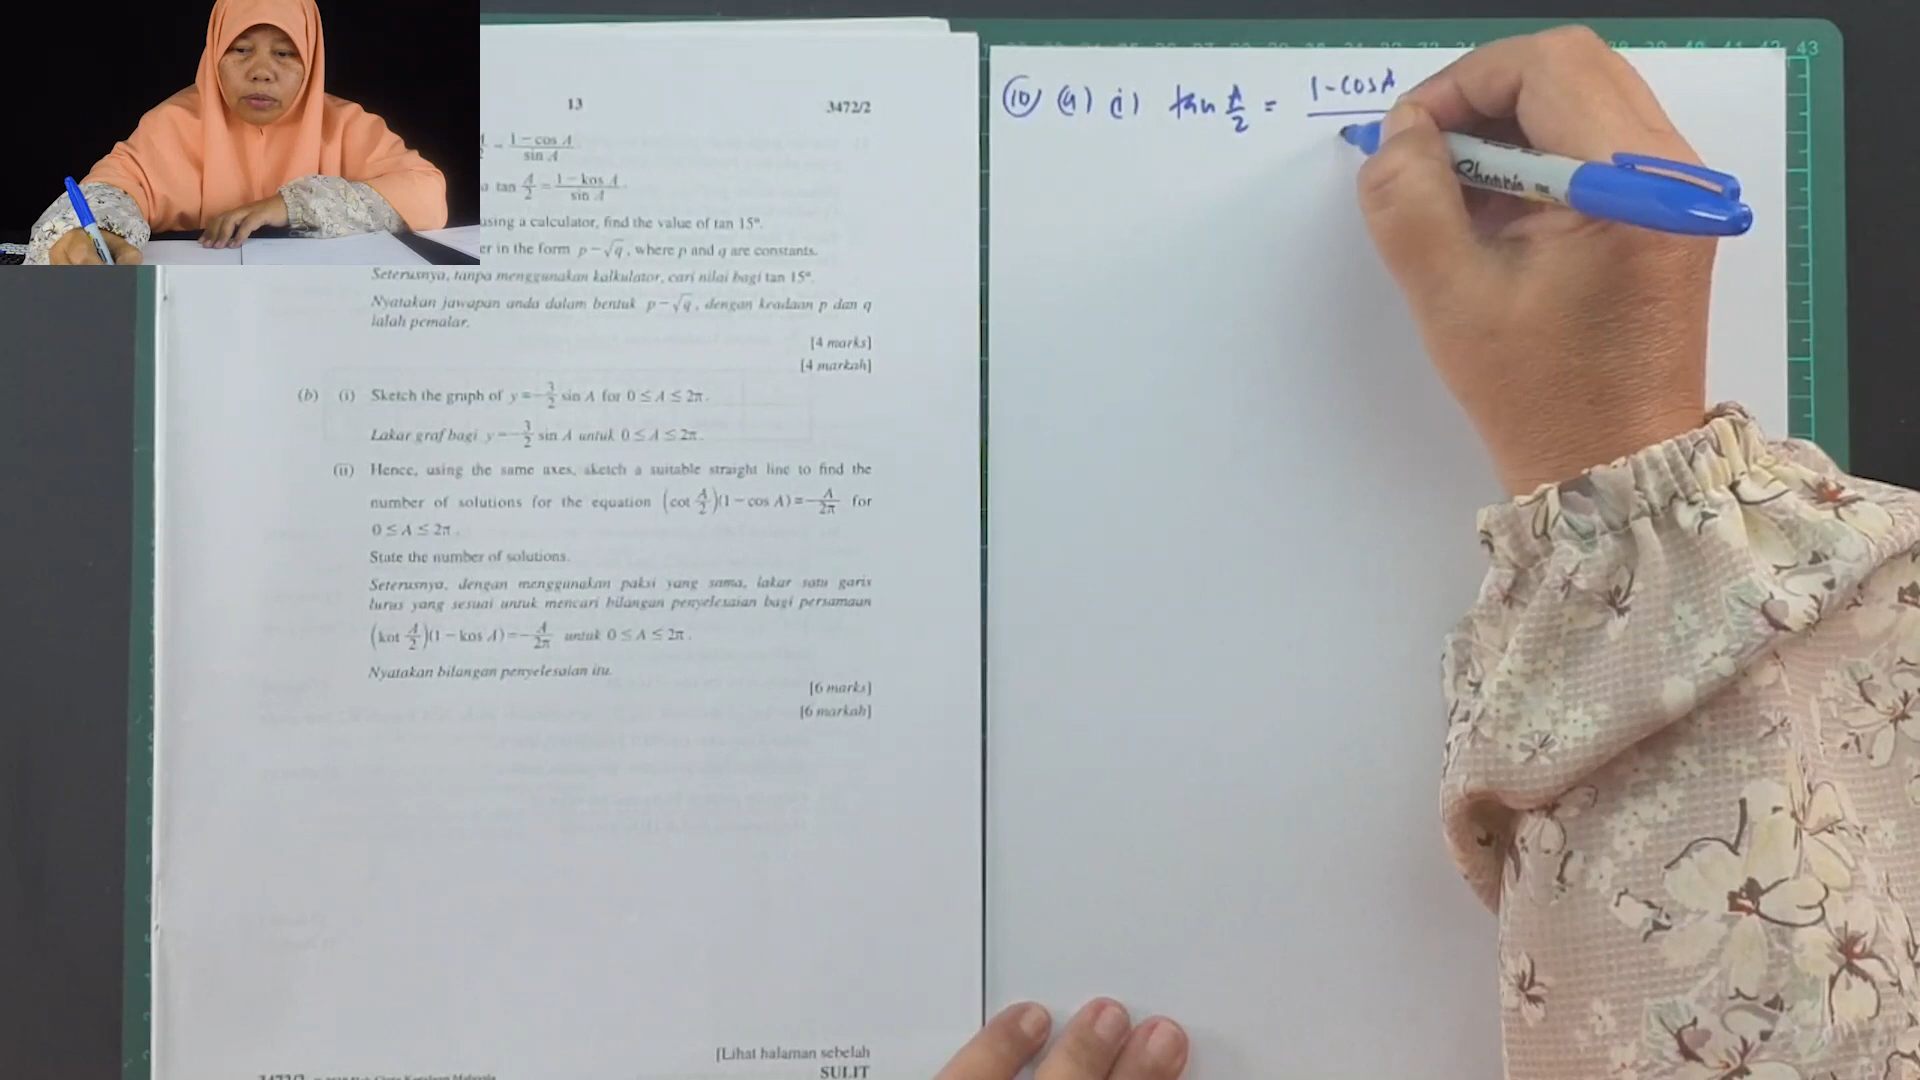 13
3472/2
= 1 − cos A / sin A
tan A/2 = 1 − kos A / sin A .
using a calculator, find the value of tan 15°.
er in the form p − √q , where p and q are constants.
Seterusnya, tanpa menggunakan kalkulator, cari nilai bagi tan 15°.
Nyatakan jawapan anda dalam bentuk p − √q , dengan keadaan p dan q
ialah pemalar.
[4 marks]
[4 markah]
(b) (i) Sketch the graph of y = −3/2 sin A for 0 ≤ A ≤ 2π .
Lakar graf bagi y = −3/2 sin A untuk 0 ≤ A ≤ 2π .
(ii) Hence, using the same axes, sketch a suitable straight line to find the
number of solutions for the equation (cot A/2)(1 − cos A) = −A/2π for
0 ≤ A ≤ 2π .
State the number of solutions.
Seterusnya, dengan menggunakan paksi yang sama, lakar satu garis
lurus yang sesuai untuk mencari bilangan penyelesaian bagi persamaan
(kot A/2)(1 − kos A) = −A/2π untuk 0 ≤ A ≤ 2π .
Nyatakan bilangan penyelesaian itu.
[6 marks]
[6 markah]
[Lihat halaman sebelah
SULIT
10 (a) (i) tan A/2 = 1 - cos A
Sharpie
43